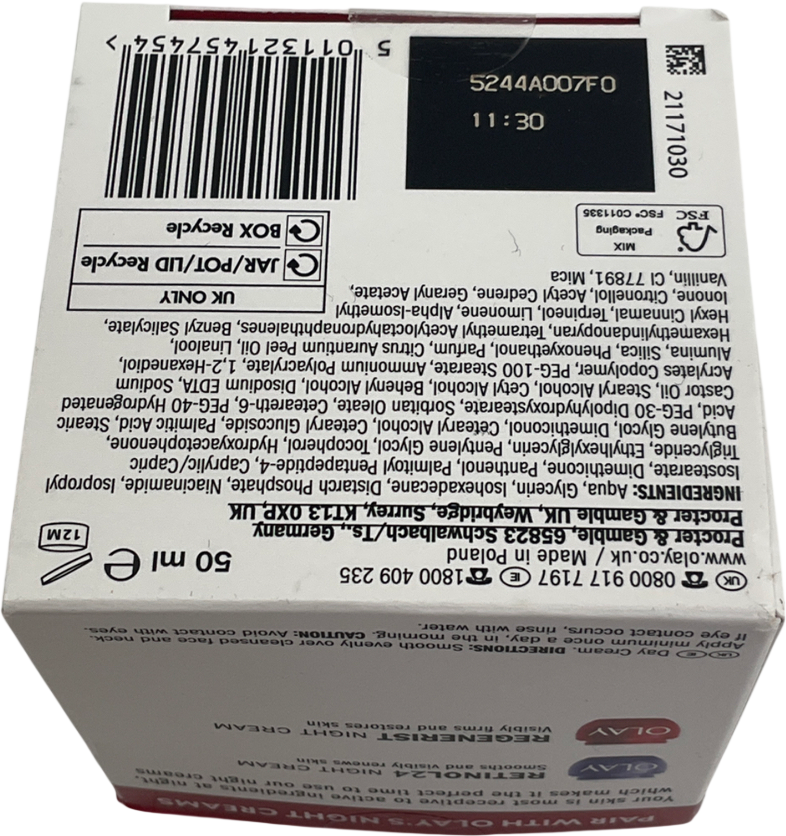 PAIR WITH OLAY'S NIGHT CREAMS
Your skin is most receptive to active ingredients at night,
which makes it the perfect time to use our night creams
OLAY
RETINOL24 NIGHT CREAM
Smooths and visibly renews skin
OLAY
REGENERIST NIGHT CREAM
Visibly firms and restores skin
UK IE Day Cream. DIRECTIONS: Smooth evenly over cleansed face and neck.
Apply minimum once a day, in the morning. CAUTION: Avoid contact with eyes.
If eye contact occurs, rinse with water.
UK 0800 917 7197 IE 1800 409 235
www.olay.co.uk / Made in Poland
Procter & Gamble, 65823 Schwalbach/Ts., Germany
Procter & Gamble UK, Weybridge, Surrey, KT13 0XP, UK
50 ml e
12M
INGREDIENTS: Aqua, Glycerin, Isohexadecane, Distarch Phosphate, Niacinamide, Isopropyl
Isostearate, Dimethicone, Panthenol, Palmitoyl Pentapeptide-4, Caprylic/Capric
Triglyceride, Ethylhexylglycerin, Pentylene Glycol, Tocopherol, Hydroxyacetophenone,
Butylene Glycol, Dimethiconol, Cetearyl Alcohol, Cetearyl Glucoside, Palmitic Acid, Stearic
Acid, PEG-30 Dipolyhydroxystearate, Sorbitan Oleate, Ceteareth-6, PEG-40 Hydrogenated
Castor Oil, Stearyl Alcohol, Cetyl Alcohol, Behenyl Alcohol, Disodium EDTA, Sodium
Acrylates Copolymer, PEG-100 Stearate, Ammonium Polyacrylate, 1,2-Hexanediol,
Alumina, Silica, Phenoxyethanol, Parfum, Citrus Aurantium Peel Oil, Linalool,
Hexamethylindanopyran, Tetramethyl Acetyloctahydronaphthalenes, Benzyl Salicylate,
Hexyl Cinnamal, Terpineol, Limonene, Alpha-Isomethyl
Ionone, Citronellol, Acetyl Cedrene, Geranyl Acetate,
Vanillin, CI 77891, Mica
UK ONLY
JAR/POT/LID Recycle
BOX Recycle
MIX
Packaging
FSC FSC® C011335
21171030
5244A007F0
11:30
5 011321 457454 >